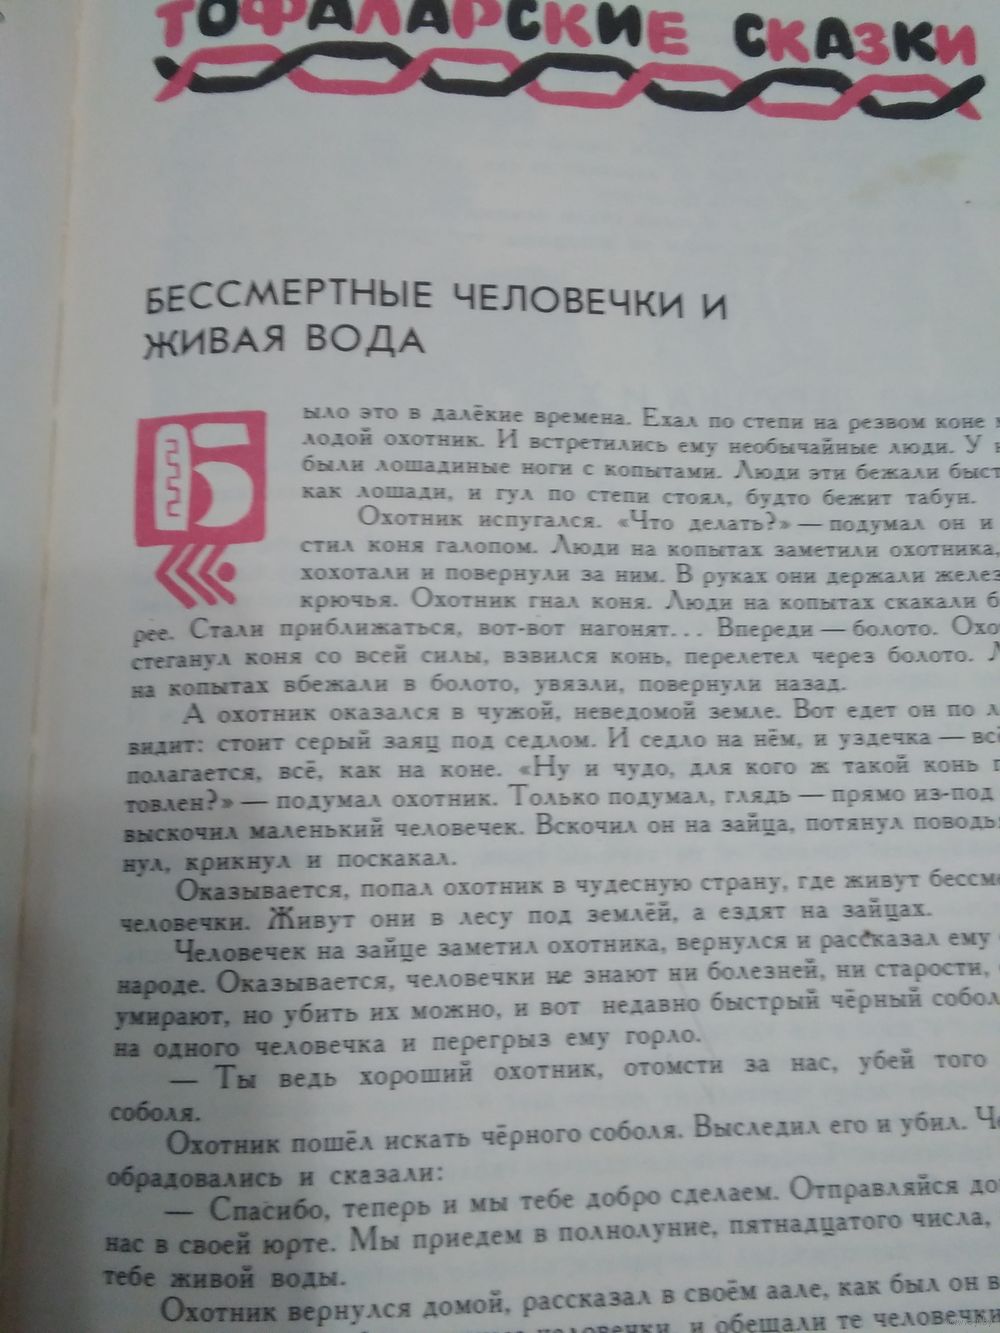 ТОФАЛАРСКИЕ СКАЗКИ
БЕССМЕРТНЫЕ ЧЕЛОВЕЧКИ И
ЖИВАЯ ВОДА
Было это в далёкие времена. Ехал по степи на резвом коне
лодой охотник. И встретились ему необычайные люди. У
были лошадиные ноги с копытами. Люди эти бежали быст
как лошади, и гул по степи стоял, будто бежит табун.
Охотник испугался. «Что делать?» — подумал он и
стил коня галопом. Люди на копытах заметили охотника,
хохотали и повернули за ним. В руках они держали желез
крючья. Охотник гнал коня. Люди на копытах скакали б
рее. Стали приближаться, вот-вот нагонят... Впереди — болото. Охо
стеганул коня со всей силы, взвился конь, перелетел через болото. Л
на копытах вбежали в болото, увязли, повернули назад.
А охотник оказался в чужой, неведомой земле. Вот едет он по л
видит: стоит серый заяц под седлом. И седло на нём, и уздечка — всё
полагается, всё, как на коне. «Ну и чудо, для кого ж такой конь
товлен?» — подумал охотник. Только подумал, глядь — прямо из-под
выскочил маленький человечек. Вскочил он на зайца, потянул поводья
нул, крикнул и поскакал.
Оказывается, попал охотник в чудесную страну, где живут бессме
человечки. Живут они в лесу под землёй, а ездят на зайцах.
Человечек на зайце заметил охотника, вернулся и рассказал ему
народе. Оказывается, человечки не знают ни болезней, ни старости,
умирают, но убить их можно, и вот недавно быстрый чёрный собол
на одного человечка и перегрыз ему горло.
— Ты ведь хороший охотник, отомсти за нас, убей того
соболя.
Охотник пошёл искать чёрного соболя. Выследил его и убил. Че
обрадовались и сказали:
— Спасибо, теперь и мы тебе добро сделаем. Отправляйся до
нас в своей юрте. Мы приедем в полнолуние, пятнадцатого числа,
тебе живой воды.
Охотник вернулся домой, рассказал в своём аале, как был он в
человечки, и обещали те человечки